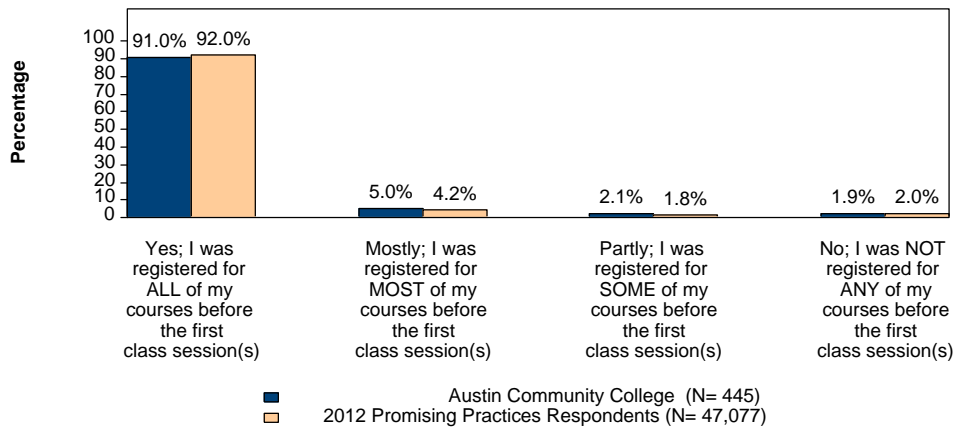 Percentage
100
90
80
70
60
50
40
30
20
10
0
91.0% 92.0%
5.0% 4.2%
2.1% 1.8%
1.9% 2.0%
Yes; I was
registered for
ALL of my
courses before
the first
class session(s)
Mostly; I was
registered for
MOST of my
courses before
the first
class session(s)
Partly; I was
registered for
SOME of my
courses before
the first
class session(s)
No; I was NOT
registered for
ANY of my
courses before
the first
class session(s)
Austin Community College (N= 445)
2012 Promising Practices Respondents (N= 47,077)